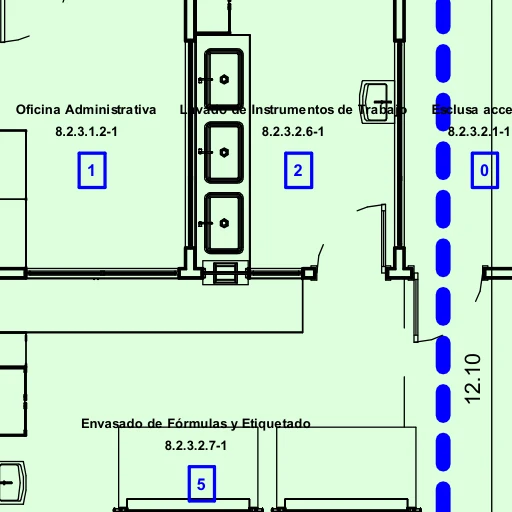 Oficina Administrativa
8.2.3.1.2-1
1
Lavado de Instrumentos de Trabajo
8.2.3.2.6-1
2
Esclusa acce
8.2.3.2.1-1
0
12.10
Envasado de Fórmulas y Etiquetado
8.2.3.2.7-1
5